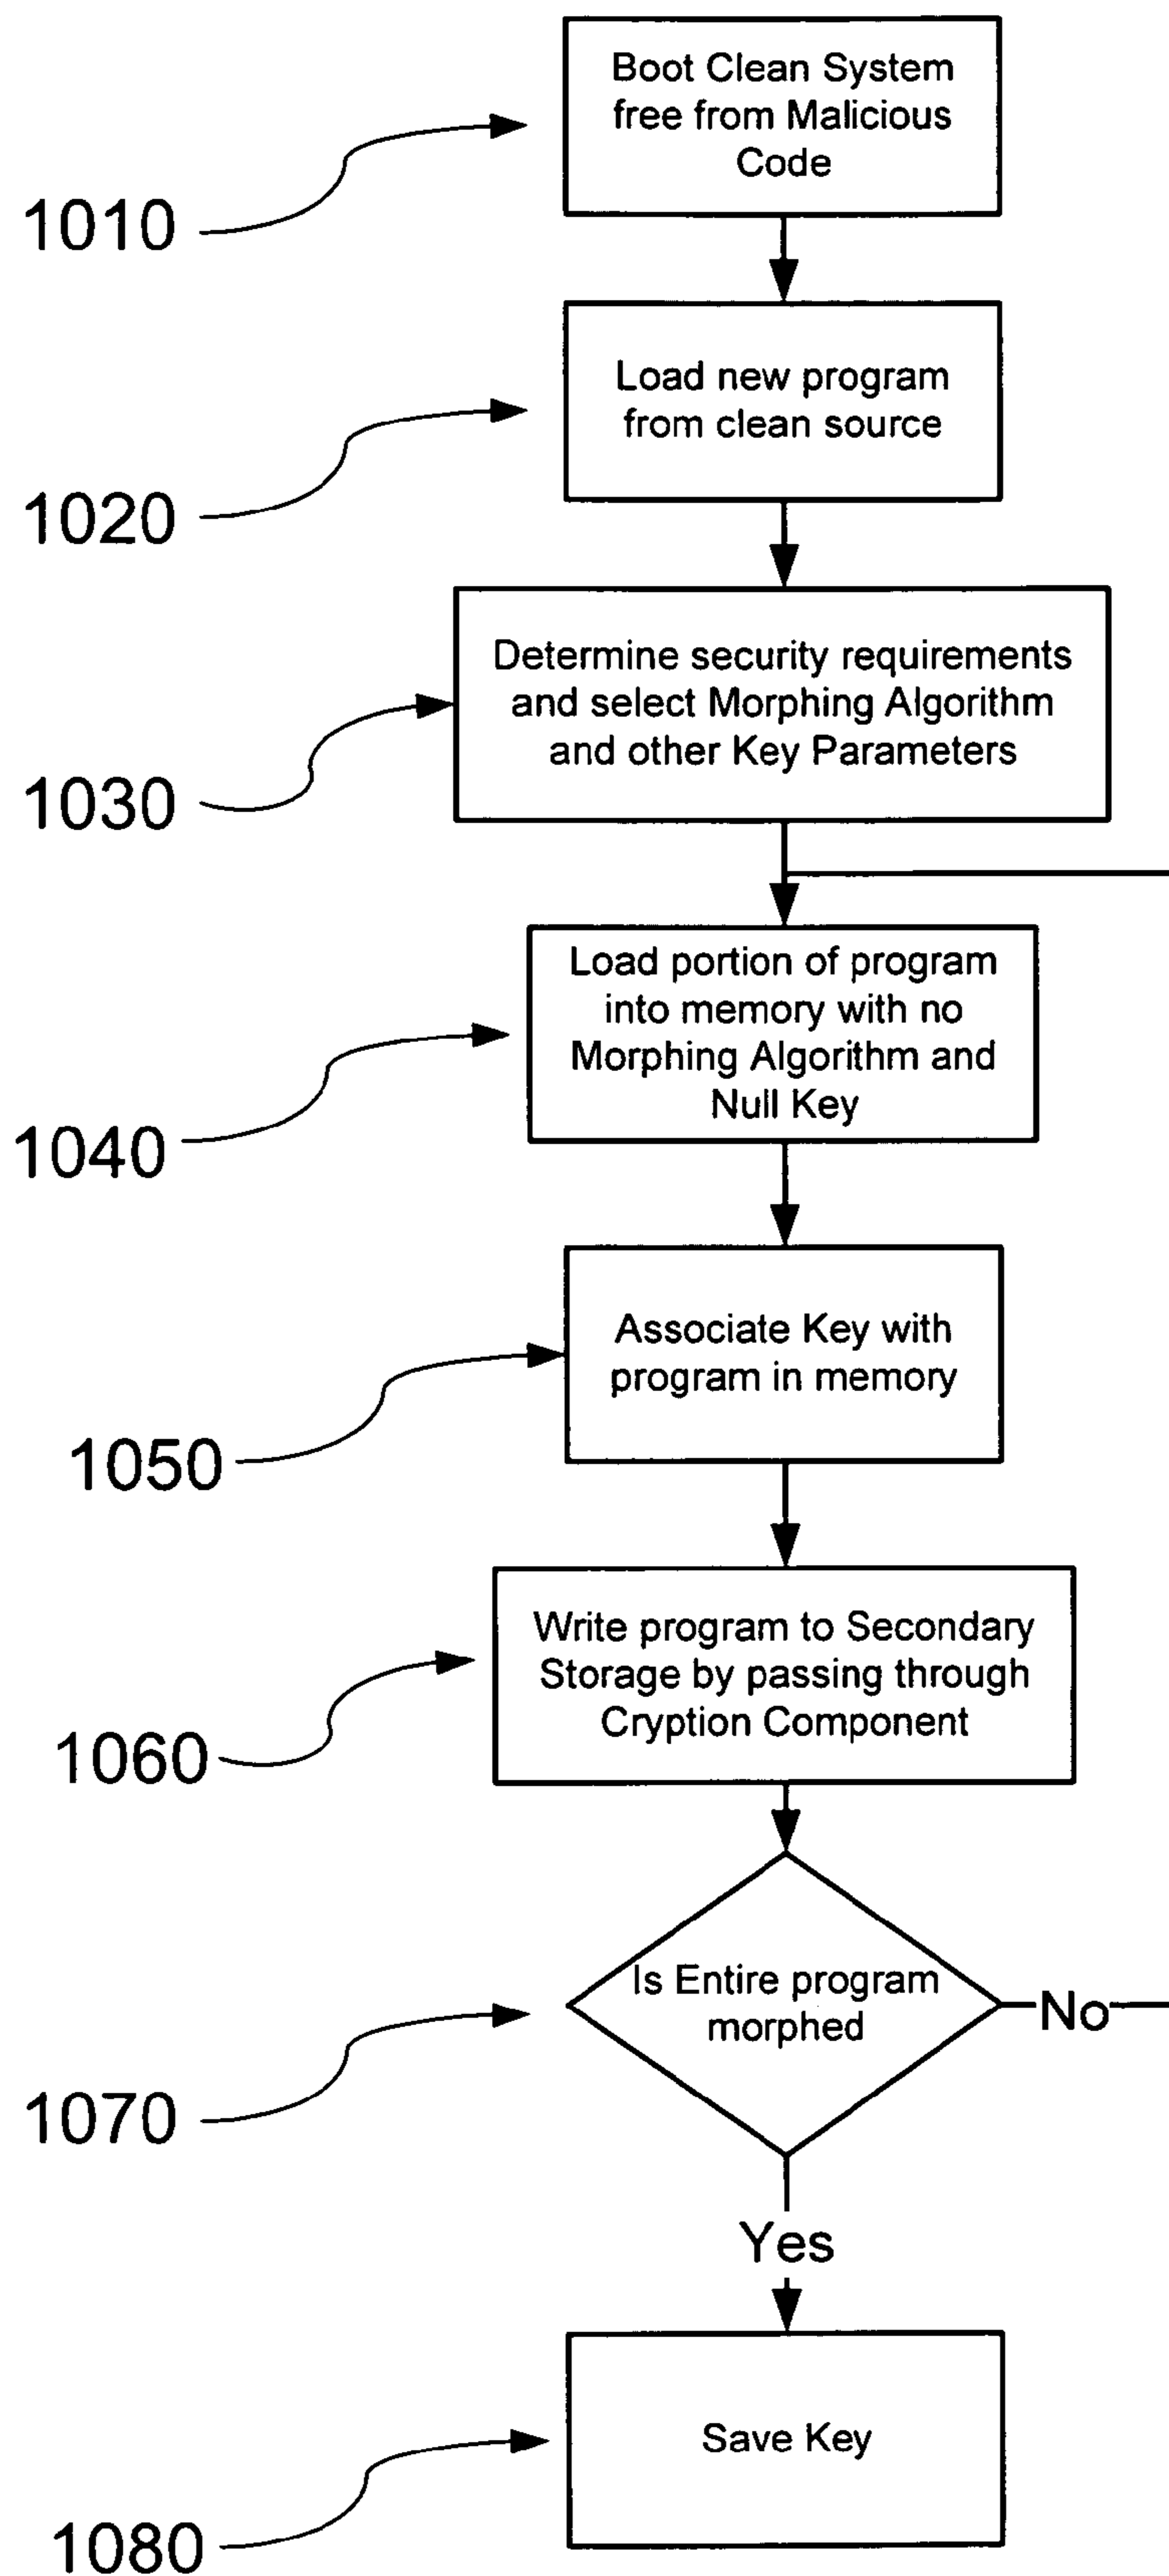 Boot Clean System
free from Malicious
Code
1010
Load new program
from clean source
1020
Determine security requirements
and select Morphing Algorithm
and other Key Parameters
1030
Load portion of program
into memory with no
Morphing Algorithm and
Null Key
1040
Associate Key with
program in memory
1050
Write program to Secondary
Storage by passing through
Cryption Component
1060
Is Entire program
morphed
No
1070
Yes
Save Key
1080